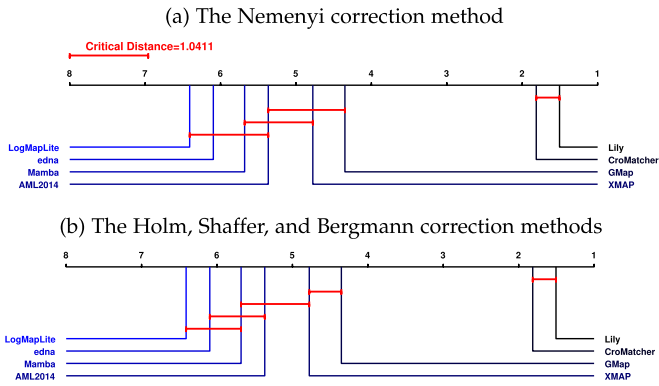 (a) The Nemenyi correction method
Critical Distance=1.0411
8 7 6 5 4 3 2 1
LogMapLite Lily
edna CroMatcher
Mamba GMap
AML2014 XMAP
(b) The Holm, Shaffer, and Bergmann correction methods
8 7 6 5 4 3 2 1
LogMapLite Lily
edna CroMatcher
Mamba GMap
AML2014 XMAP